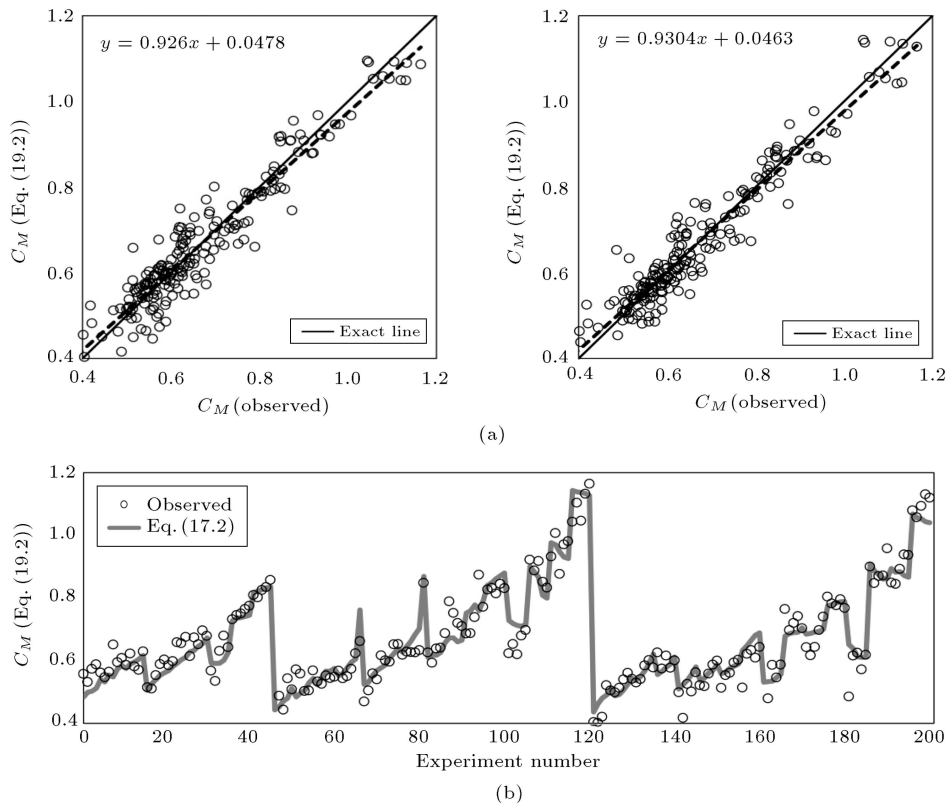 1.2
1.0
0.8
0.6
0.4
C_M (Eq. (19.2))
y = 0.926x + 0.0478
Exact line
0.4 0.6 0.8 1.0 1.2
C_M (observed)
1.2
1.0
0.8
0.6
0.4
C_M (Eq. (19.2))
y = 0.9304x + 0.0463
Exact line
0.4 0.6 0.8 1.0 1.2
C_M (observed)
(a)
1.2
1.0
0.8
0.6
0.4
C_M (Eq. (19.2))
Observed
Eq. (17.2)
0 20 40 60 80 100 120 140 160 180 200
Experiment number
(b)